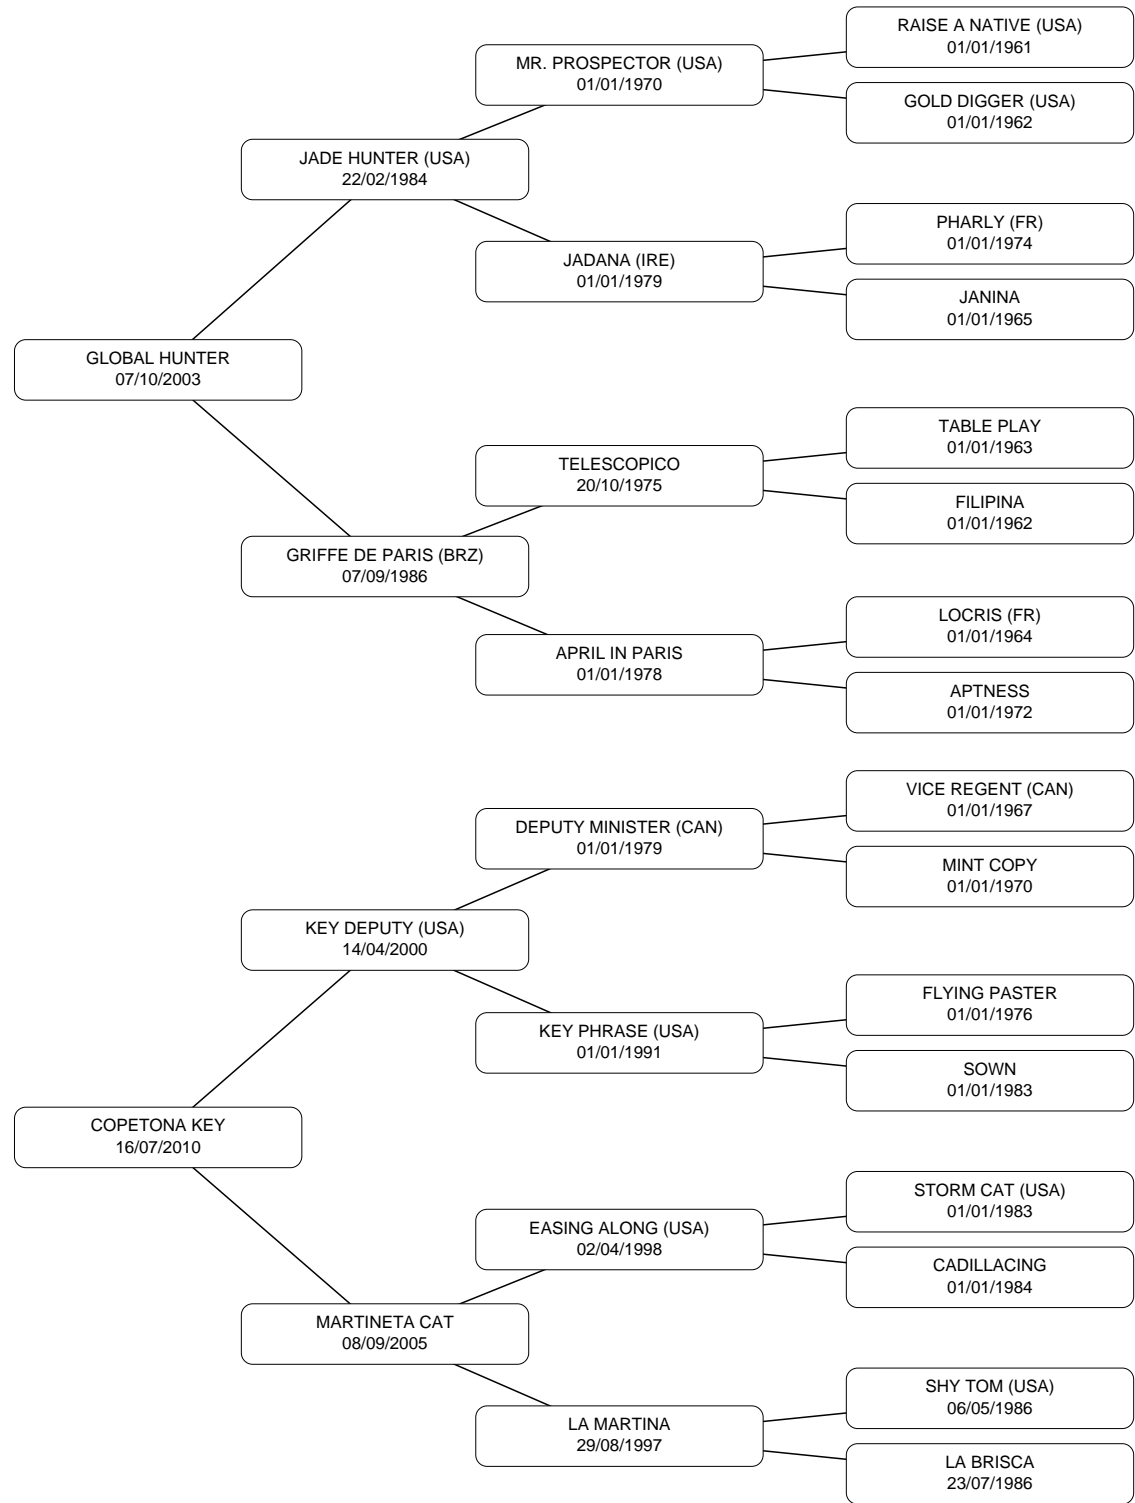 RAISE A NATIVE (USA)
01/01/1961
MR. PROSPECTOR (USA)
01/01/1970
GOLD DIGGER (USA)
01/01/1962
JADE HUNTER (USA)
22/02/1984
PHARLY (FR)
01/01/1974
JADANA (IRE)
01/01/1979
JANINA
01/01/1965
GLOBAL HUNTER
07/10/2003
TABLE PLAY
01/01/1963
TELESCOPICO
20/10/1975
FILIPINA
01/01/1962
GRIFFE DE PARIS (BRZ)
07/09/1986
LOCRIS (FR)
01/01/1964
APRIL IN PARIS
01/01/1978
APTNESS
01/01/1972
VICE REGENT (CAN)
01/01/1967
DEPUTY MINISTER (CAN)
01/01/1979
MINT COPY
01/01/1970
KEY DEPUTY (USA)
14/04/2000
FLYING PASTER
01/01/1976
KEY PHRASE (USA)
01/01/1991
SOWN
01/01/1983
COPETONA KEY
16/07/2010
STORM CAT (USA)
01/01/1983
EASING ALONG (USA)
02/04/1998
CADILLACING
01/01/1984
MARTINETA CAT
08/09/2005
SHY TOM (USA)
06/05/1986
LA MARTINA
29/08/1997
LA BRISCA
23/07/1986